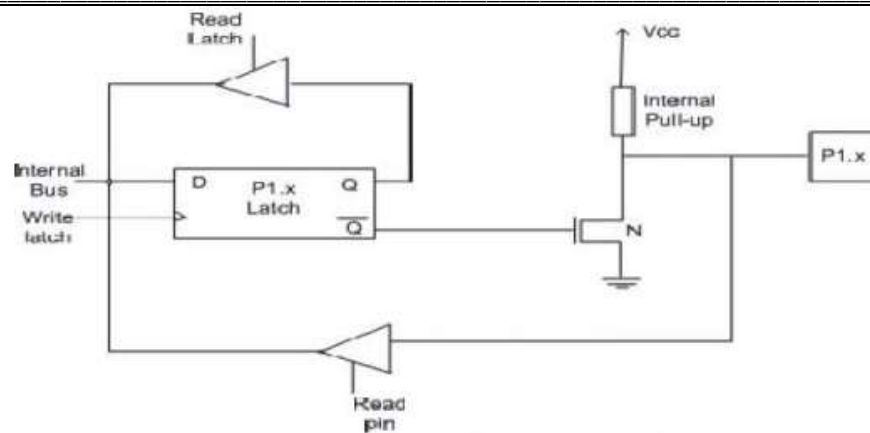 Read
Latch
Vcc
Internal
Pull-up
P1.x
Internal
Bus
D
P1.x
Latch
Q
Write
latch
Q
N
Read
pin